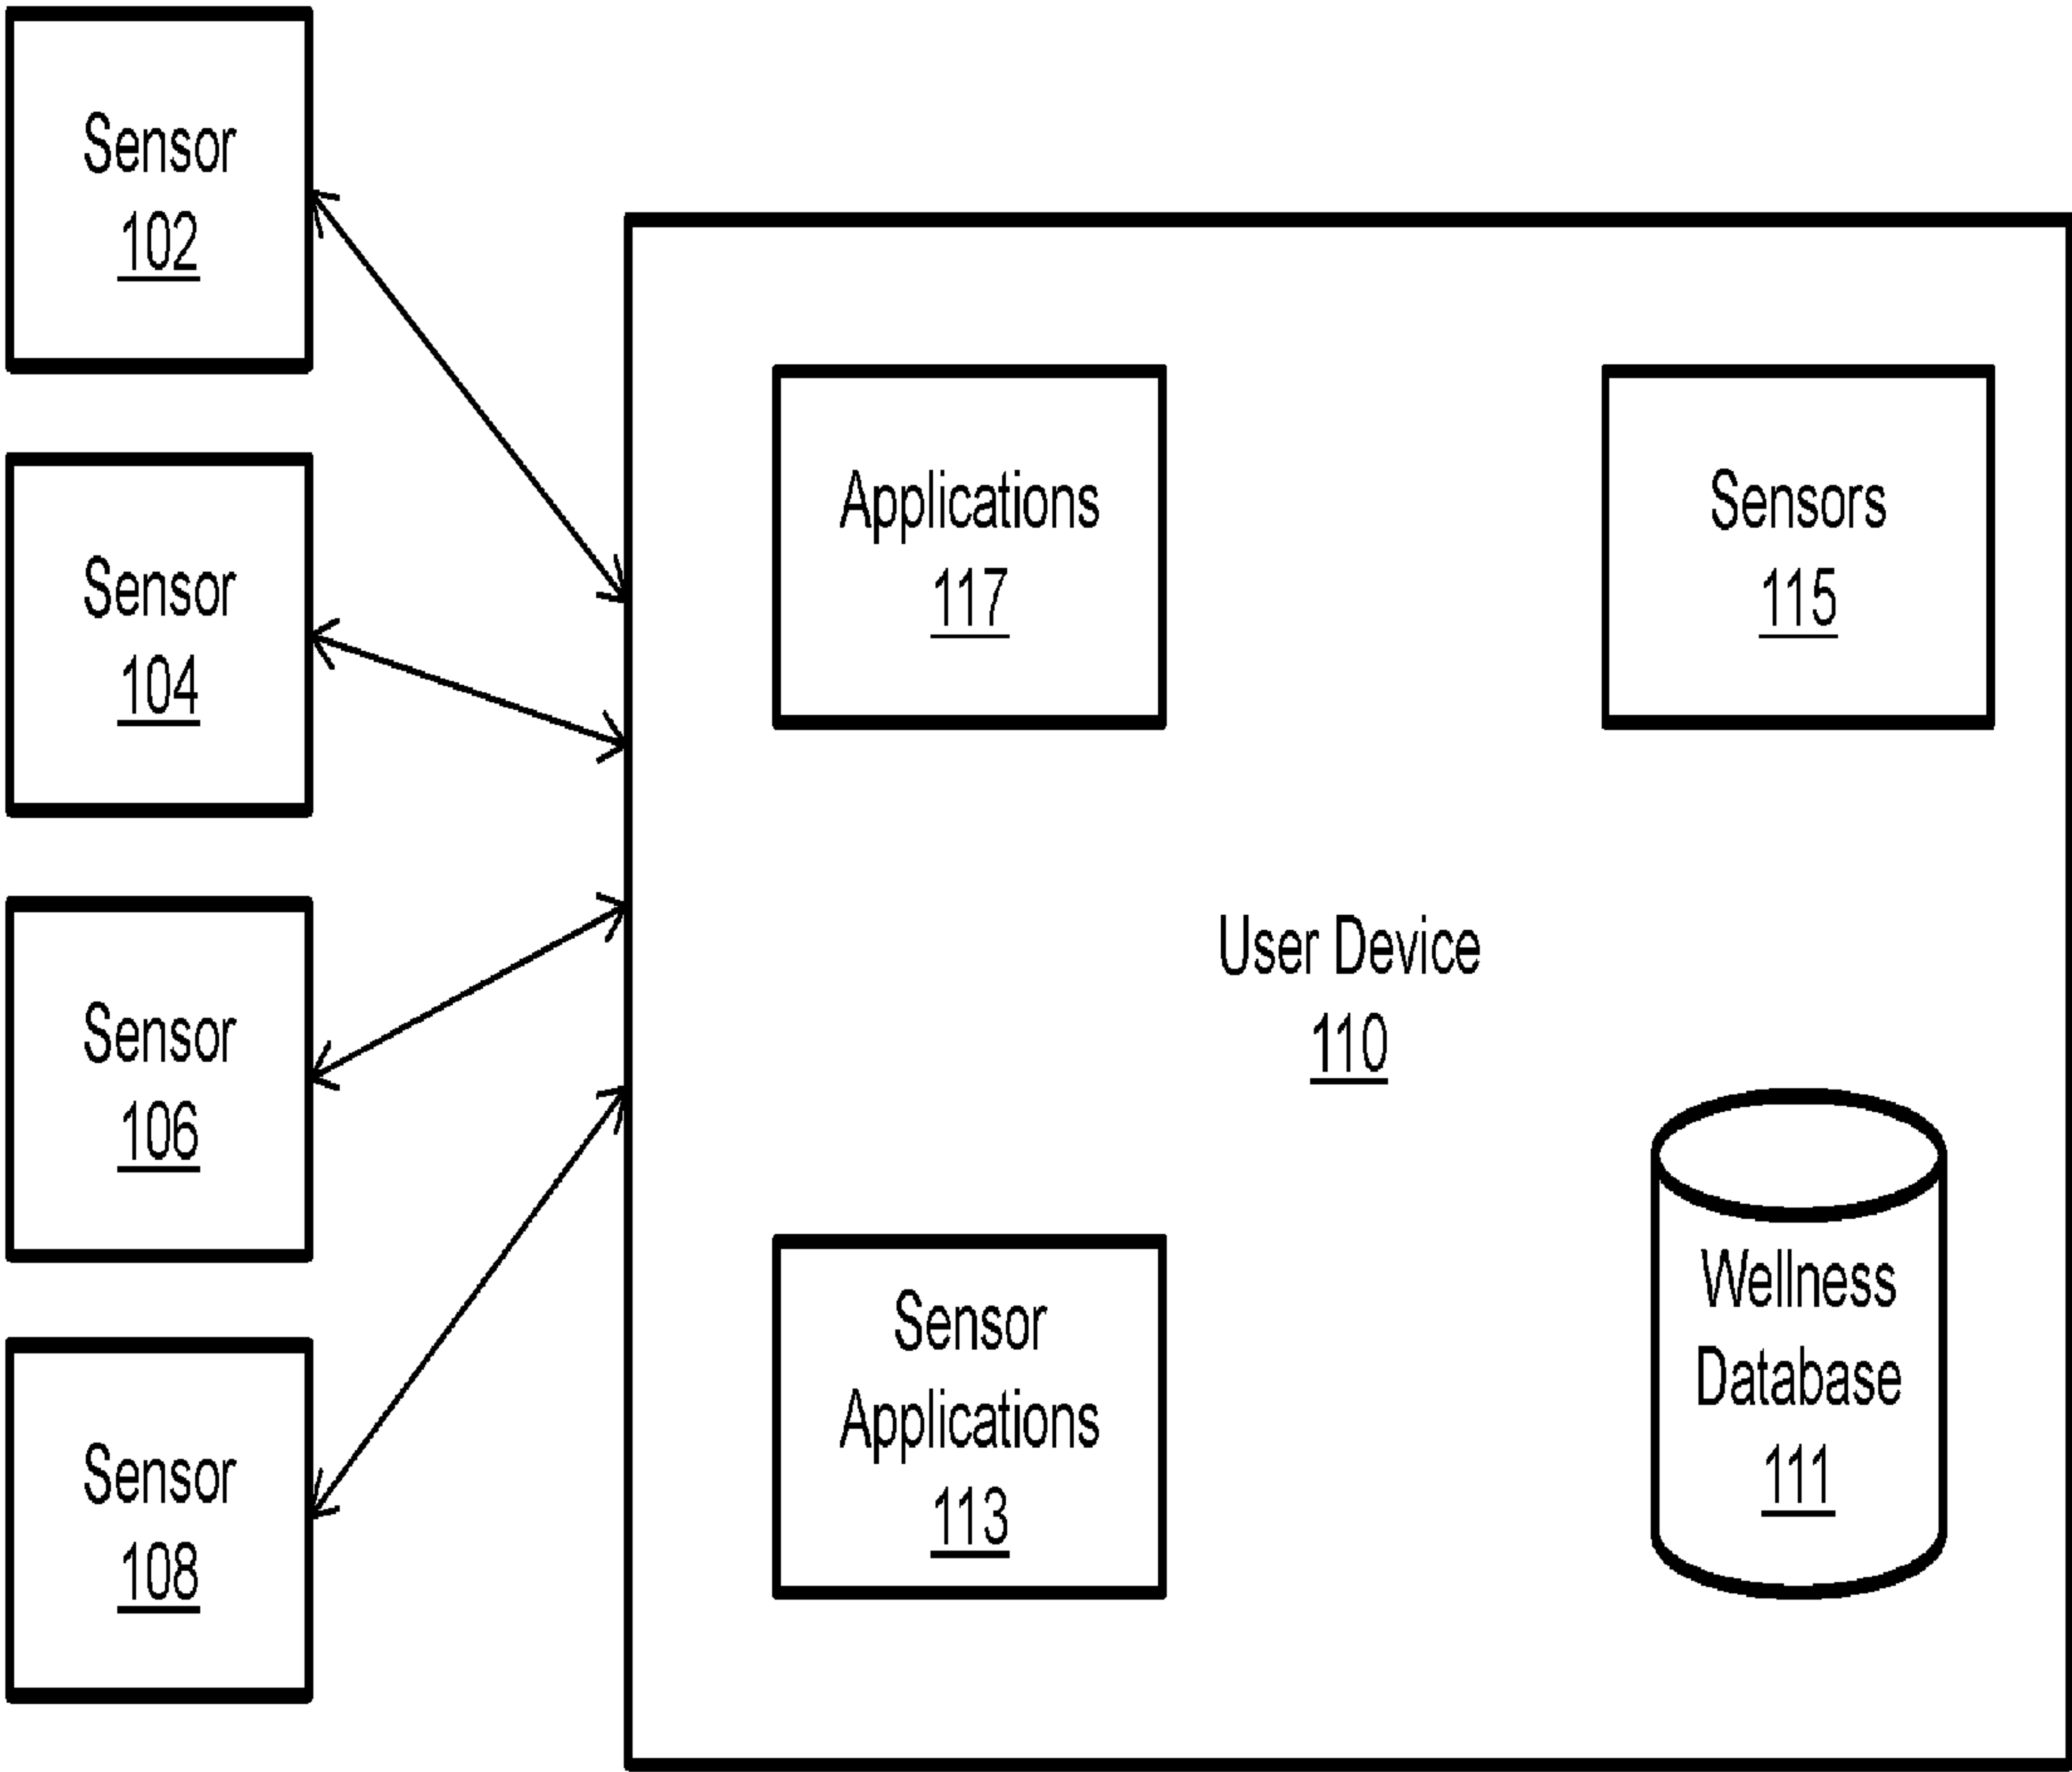 Sensor
102
Sensor
104
Sensor
106
Sensor
108
Applications
117
Sensors
115
User Device
110
Sensor
Applications
113
Wellness
Database
111